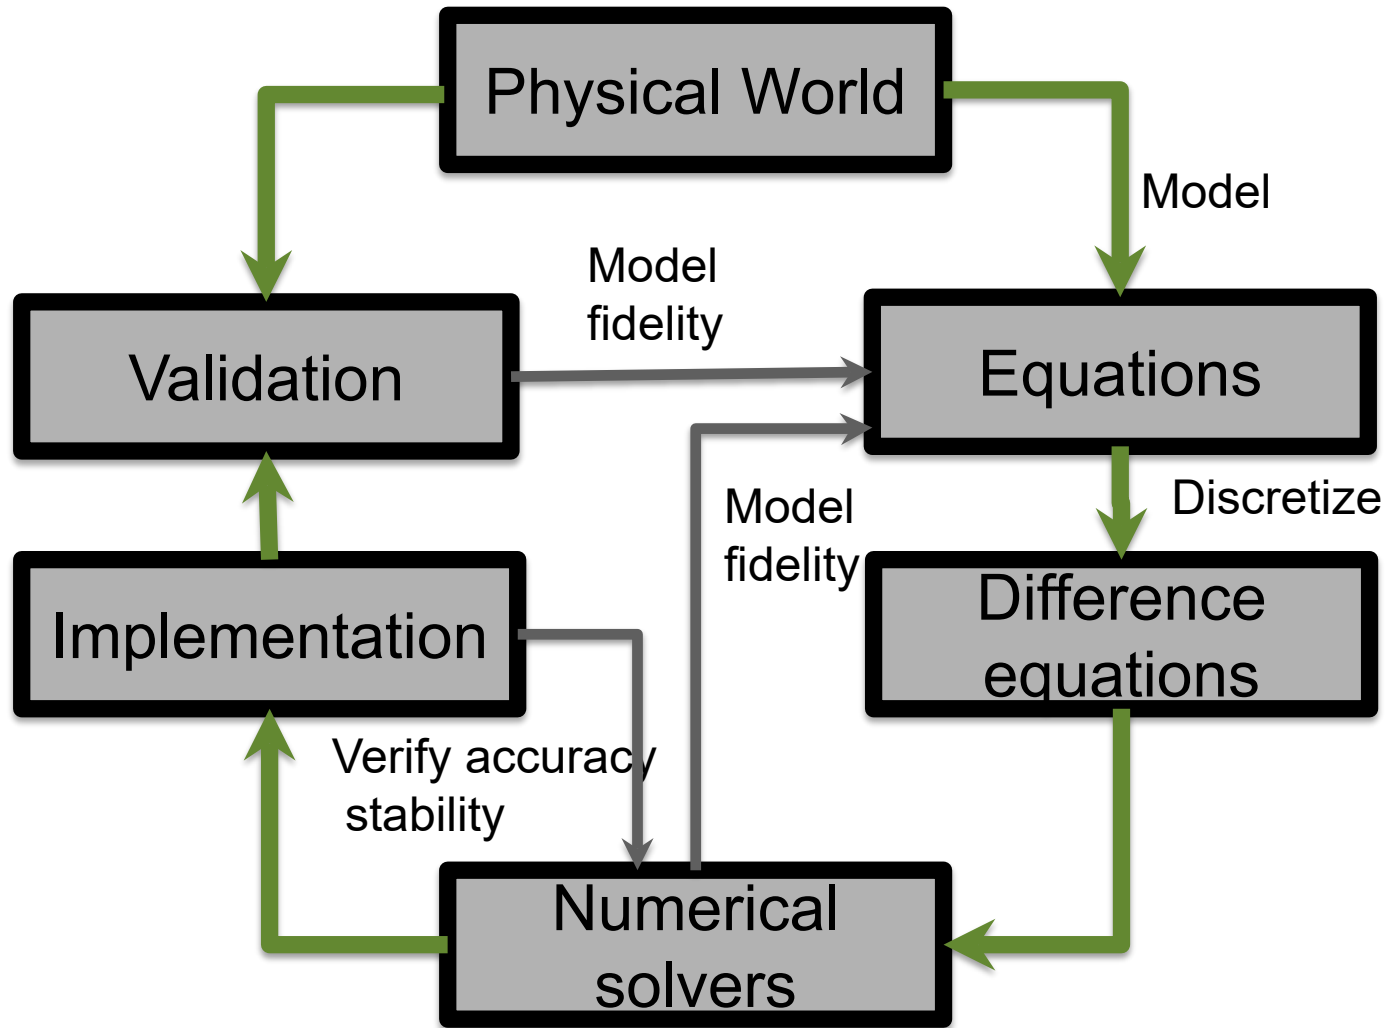 Physical World
Model
Model
fidelity
Validation
Equations
Model
fidelity
Discretize
Implementation
Difference
equations
Verify accuracy
stability
Numerical
solvers